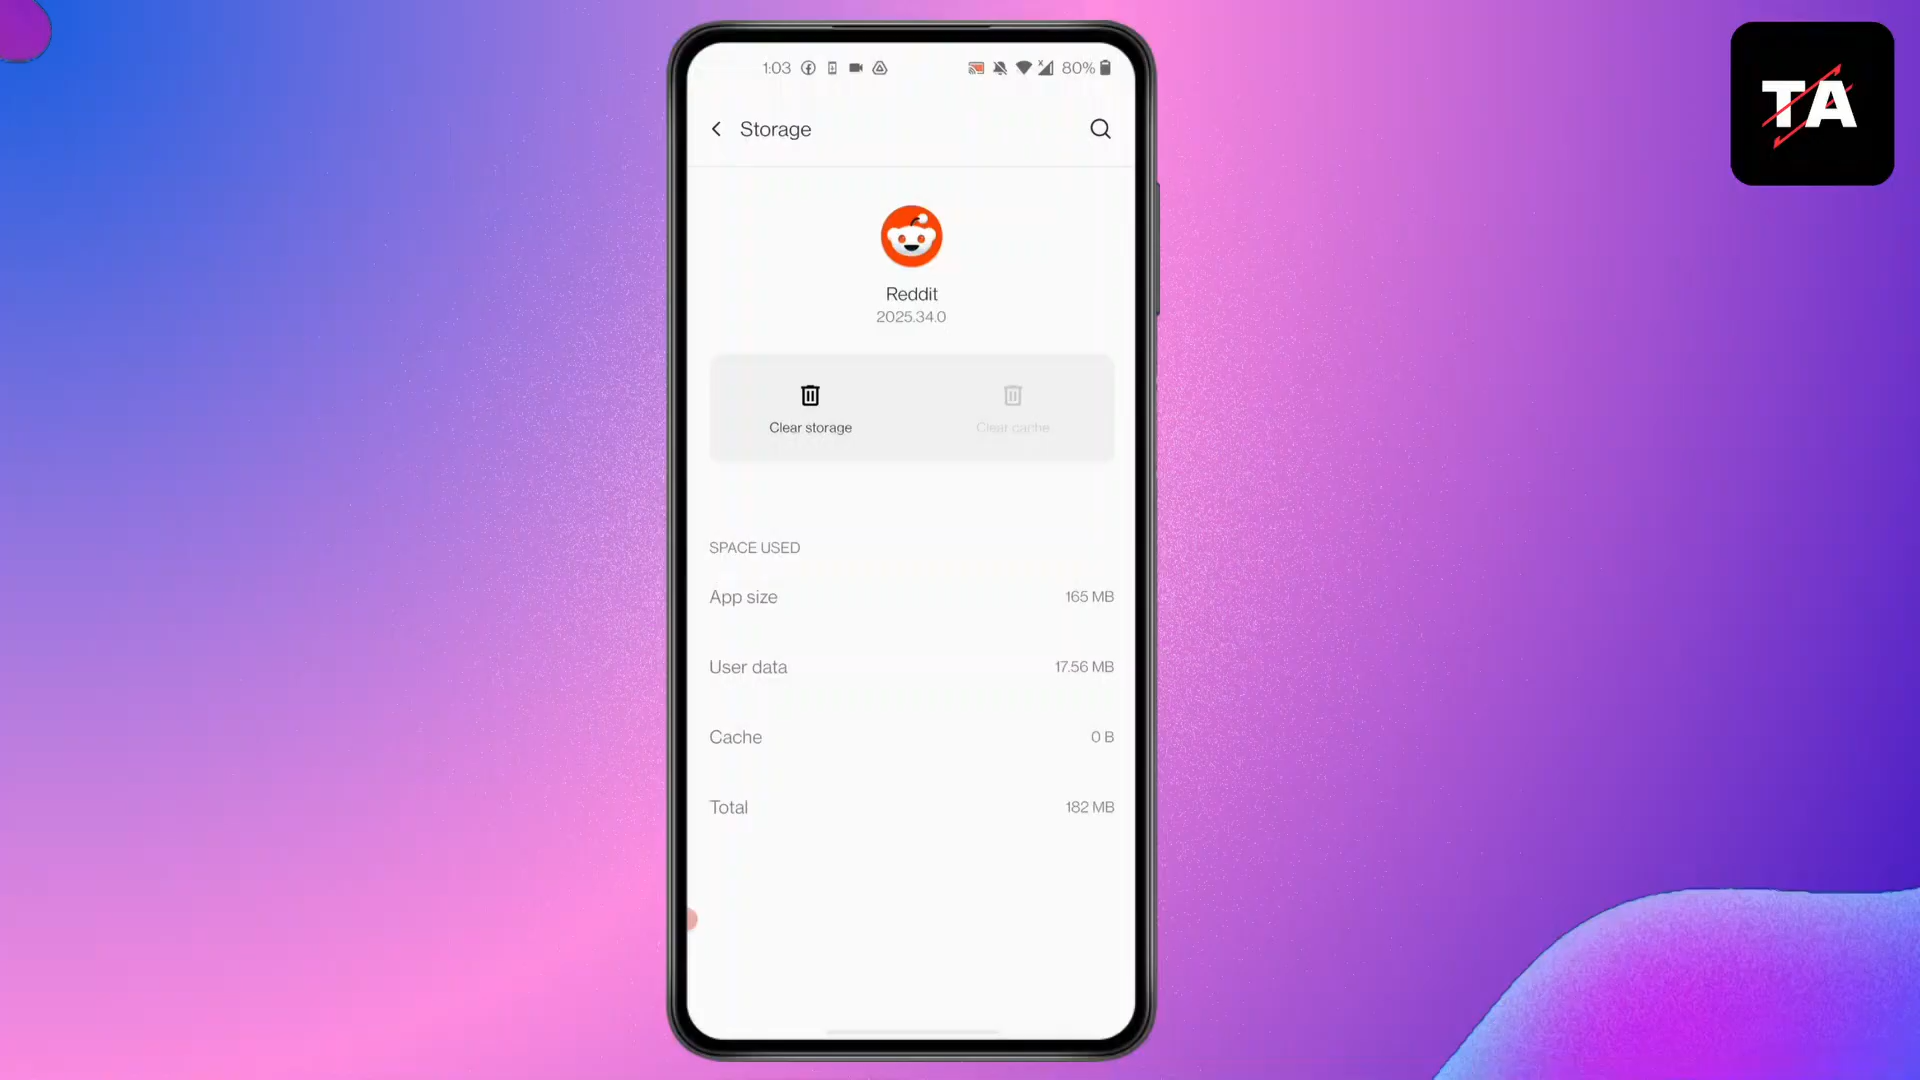 TA
1:03
80%
Storage
Reddit
2025.34.0
Clear storage
Clear cache
SPACE USED
App size
165 MB
User data
17.56 MB
Cache
0 B
Total
182 MB